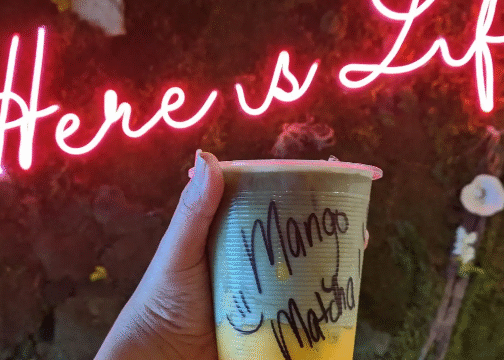 Here is Lif
Mango
Matcha